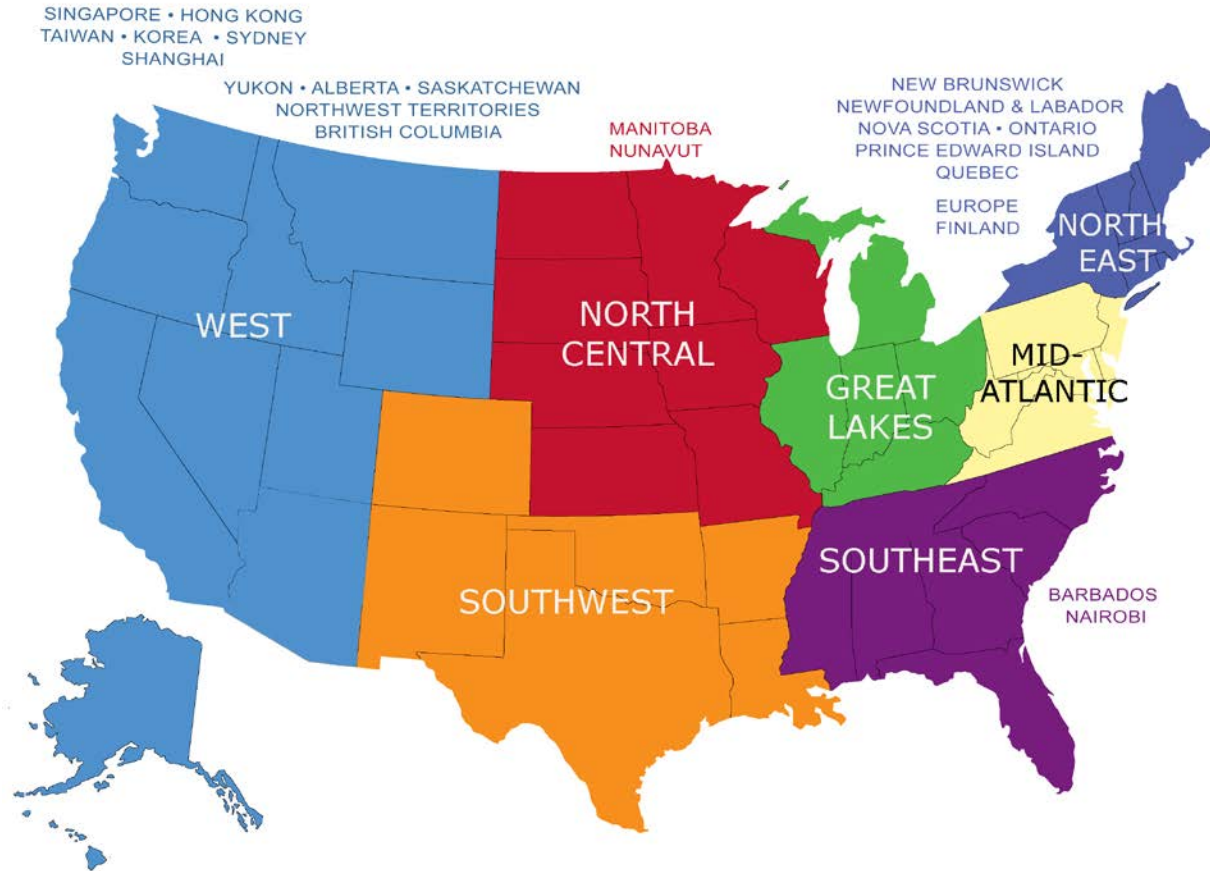 SINGAPORE • HONG KONG
TAIWAN • KOREA • SYDNEY
SHANGHAI
YUKON • ALBERTA • SASKATCHEWAN
NORTHWEST TERRITORIES
BRITISH COLUMBIA
MANITOBA
NUNAVUT
NEW BRUNSWICK
NEWFOUNDLAND & LABADOR
NOVA SCOTIA • ONTARIO
PRINCE EDWARD ISLAND
QUEBEC
EUROPE
FINLAND
NORTH
EAST
WEST
NORTH
CENTRAL
GREAT
LAKES
MID-
ATLANTIC
SOUTHWEST
SOUTHEAST
BARBADOS
NAIROBI